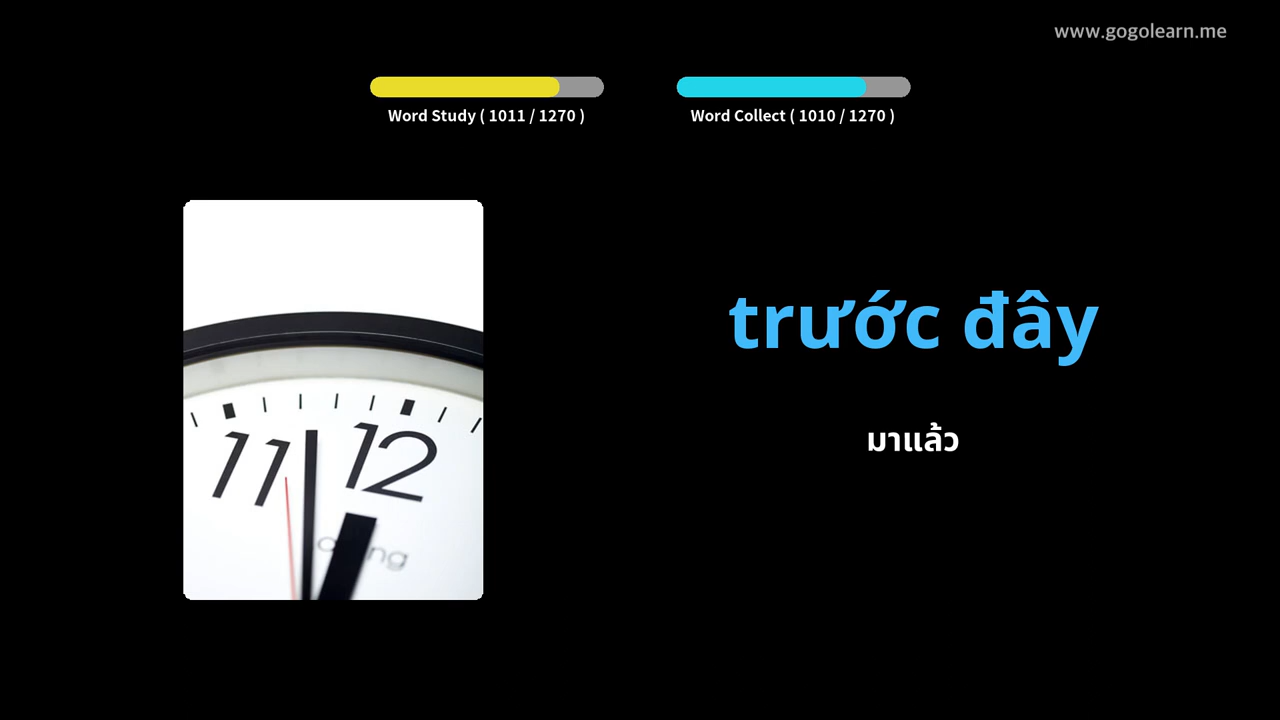 www.gogolearn.me
Word Study ( 1011 / 1270 )
Word Collect ( 1010 / 1270 )
trước đây
มาแล้ว
11
12